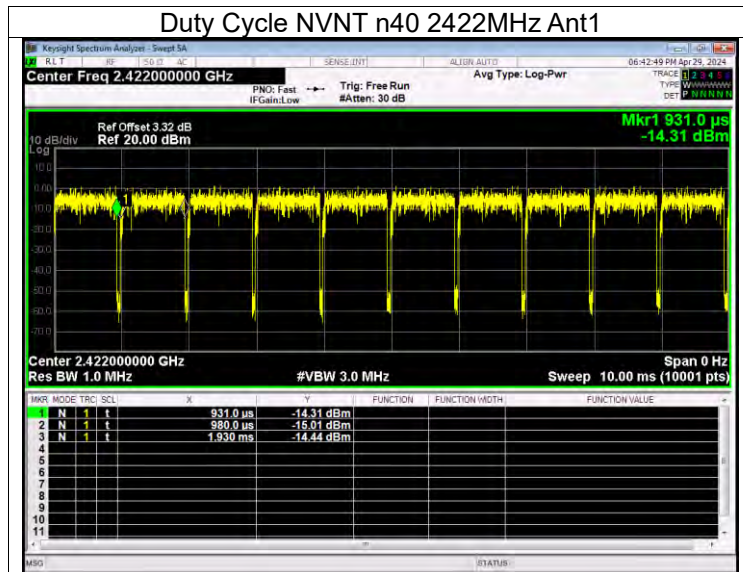 Duty Cycle NVNT n40 2422MHz Ant1
Keysight Spectrum Analyzer - Swept SA
RLT RF 50 Ω AC SENSE:INT ALIGN AUTO 06:42:49 PM Apr 29, 2024
Center Freq 2.422000000 GHz
Avg Type: Log-Pwr
TRACE 1 2 3 4 5 6
PNO: Fast Trig: Free Run
TYPE W
IFGain:Low #Atten: 30 dB
DET P N N N N N
Mkr1 931.0 µs
-14.31 dBm
Ref Offset 3.32 dB
10 dB/div Ref 20.00 dBm
Log
10.0
0.00
-10.0
-20.0
-30.0
-40.0
-50.0
-60.0
-70.0
1
Center 2.422000000 GHz Span 0 Hz
Res BW 1.0 MHz #VBW 3.0 MHz Sweep 10.00 ms (10001 pts)
MKR MODE TRC SCL X Y FUNCTION FUNCTION WIDTH FUNCTION VALUE
1 N 1 t 931.0 µs -14.31 dBm
2 N 1 t 980.0 µs -15.01 dBm
3 N 1 t 1.930 ms -14.44 dBm
4
5
6
7
8
9
10
11
MSG STATUS